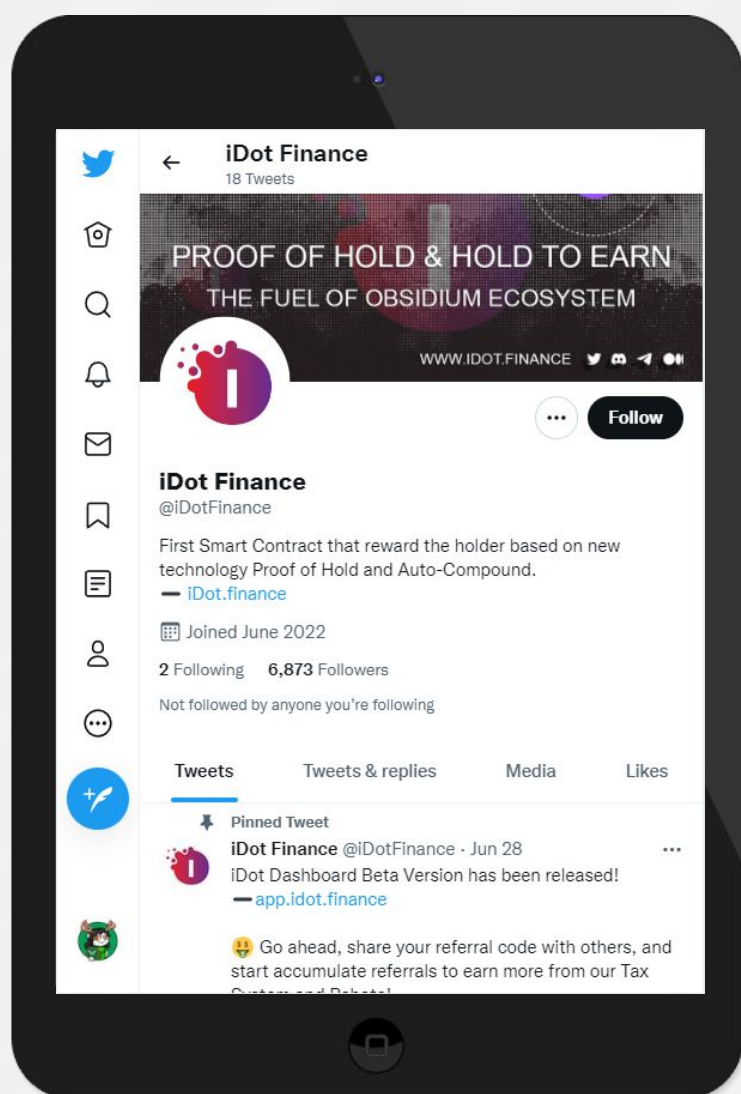 iDot Finance
18 Tweets
PROOF OF HOLD & HOLD TO EARN
THE FUEL OF OBSIDIUM ECOSYSTEM
WWW.IDOT.FINANCE
I
Follow
iDot Finance
@iDotFinance
First Smart Contract that reward the holder based on new
technology Proof of Hold and Auto-Compound.
➖ iDot.finance
Joined June 2022
2 Following 6,873 Followers
Not followed by anyone you’re following
Tweets Tweets & replies Media Likes
Pinned Tweet
iDot Finance @iDotFinance · Jun 28
iDot Dashboard Beta Version has been released!
➖app.idot.finance
🤑 Go ahead, share your referral code with others, and
start accumulate referrals to earn more from our Tax